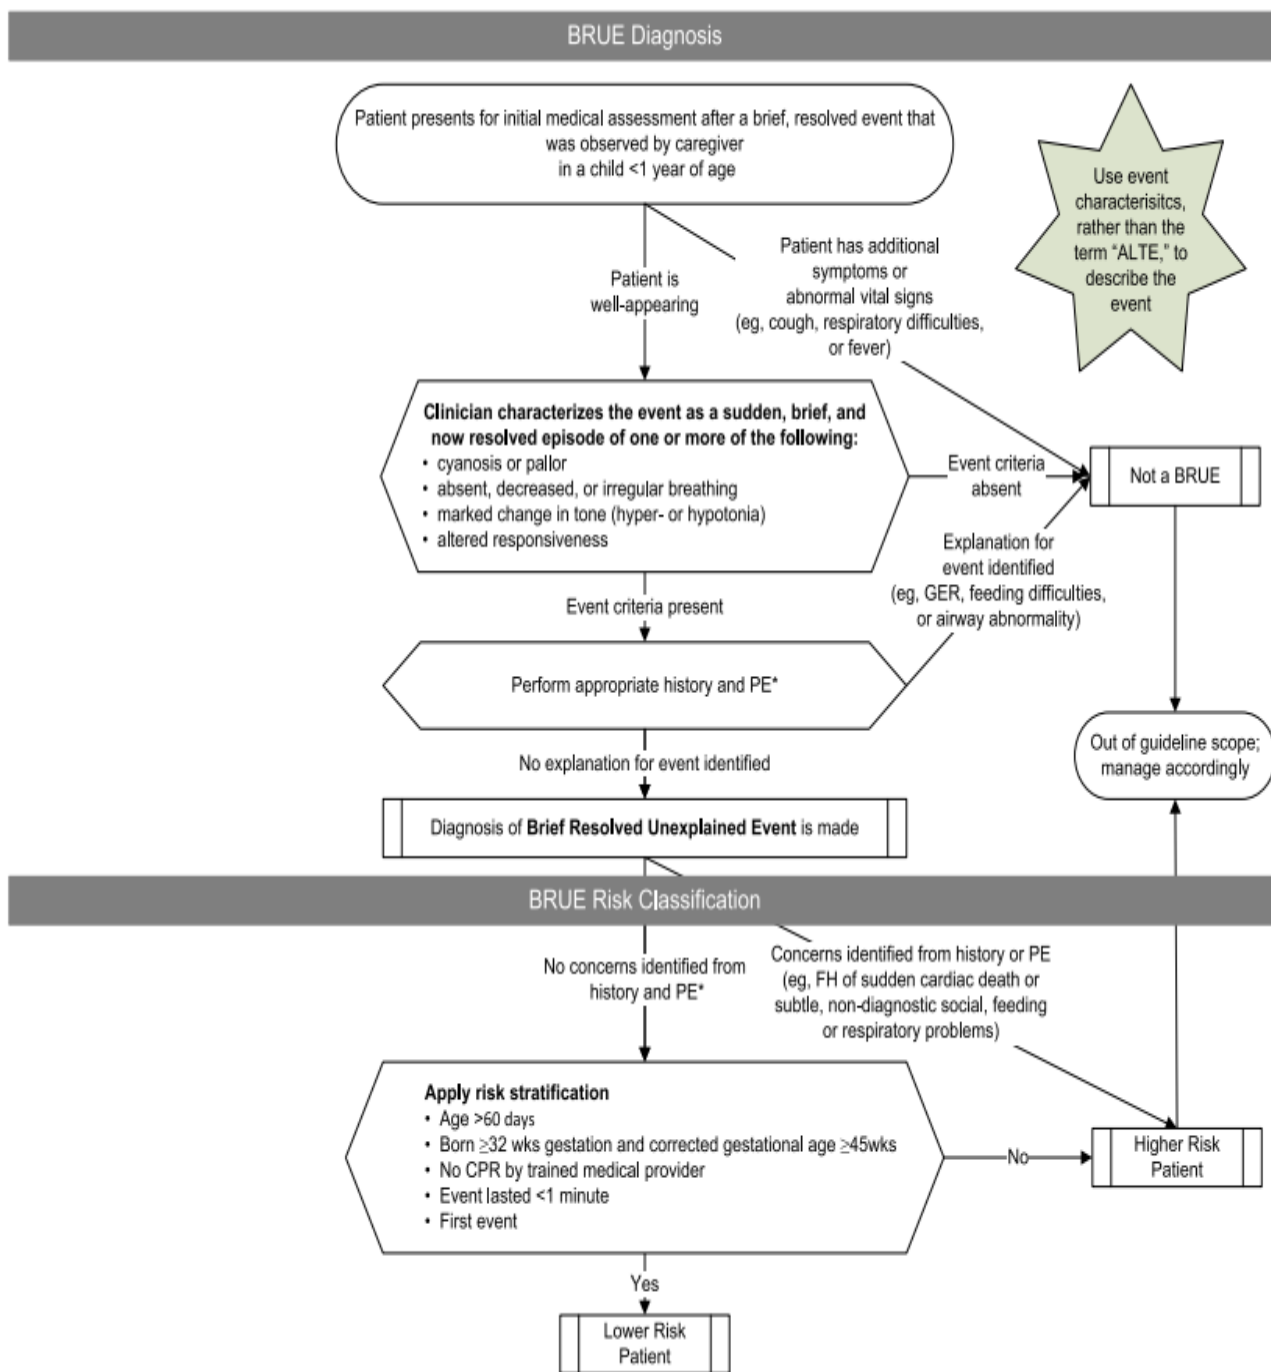 BRUE Diagnosis
Patient presents for initial medical assessment after a brief, resolved event that
was observed by caregiver
in a child <1 year of age
Use event
characterisitcs,
rather than the
term “ALTE,” to
describe the
event
Patient is
well-appearing
Patient has additional
symptoms or
abnormal vital signs
(eg, cough, respiratory difficulties,
or fever)
Clinician characterizes the event as a sudden, brief, and
now resolved episode of one or more of the following:
• cyanosis or pallor
• absent, decreased, or irregular breathing
• marked change in tone (hyper- or hypotonia)
• altered responsiveness
Event criteria
absent
Not a BRUE
Explanation for
event identified
(eg, GER, feeding difficulties,
or airway abnormality)
Event criteria present
Perform appropriate history and PE*
Out of guideline scope;
manage accordingly
No explanation for event identified
Diagnosis of Brief Resolved Unexplained Event is made
BRUE Risk Classification
No concerns identified from
history and PE*
Concerns identified from history or PE
(eg, FH of sudden cardiac death or
subtle, non-diagnostic social, feeding
or respiratory problems)
Apply risk stratification
• Age >60 days
• Born ≥32 wks gestation and corrected gestational age ≥45wks
• No CPR by trained medical provider
• Event lasted <1 minute
• First event
No
Higher Risk
Patient
Yes
Lower Risk
Patient